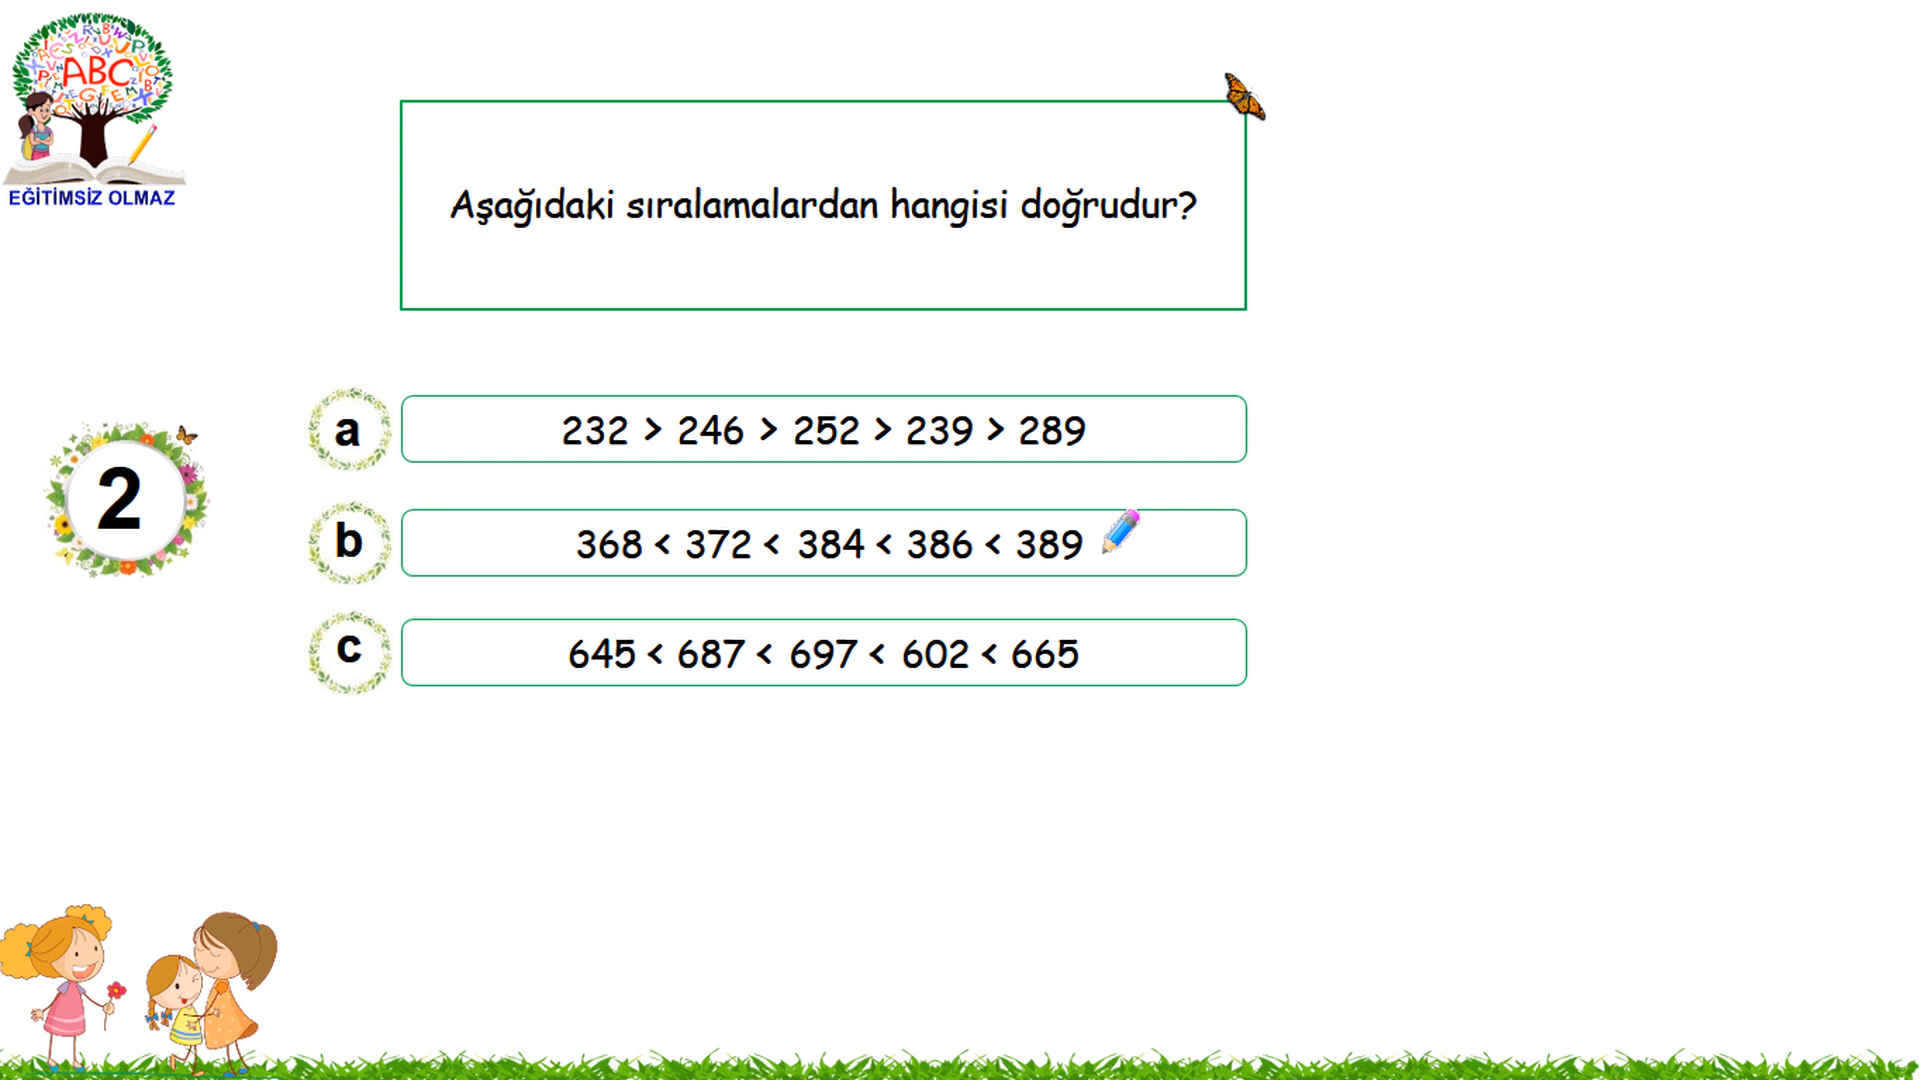 ABC
EĞİTİMSİZ OLMAZ
Aşağıdaki sıralamalardan hangisi doğrudur?
2
a
232 > 246 > 252 > 239 > 289
b
368 < 372 < 384 < 386 < 389
c
645 < 687 < 697 < 602 < 665